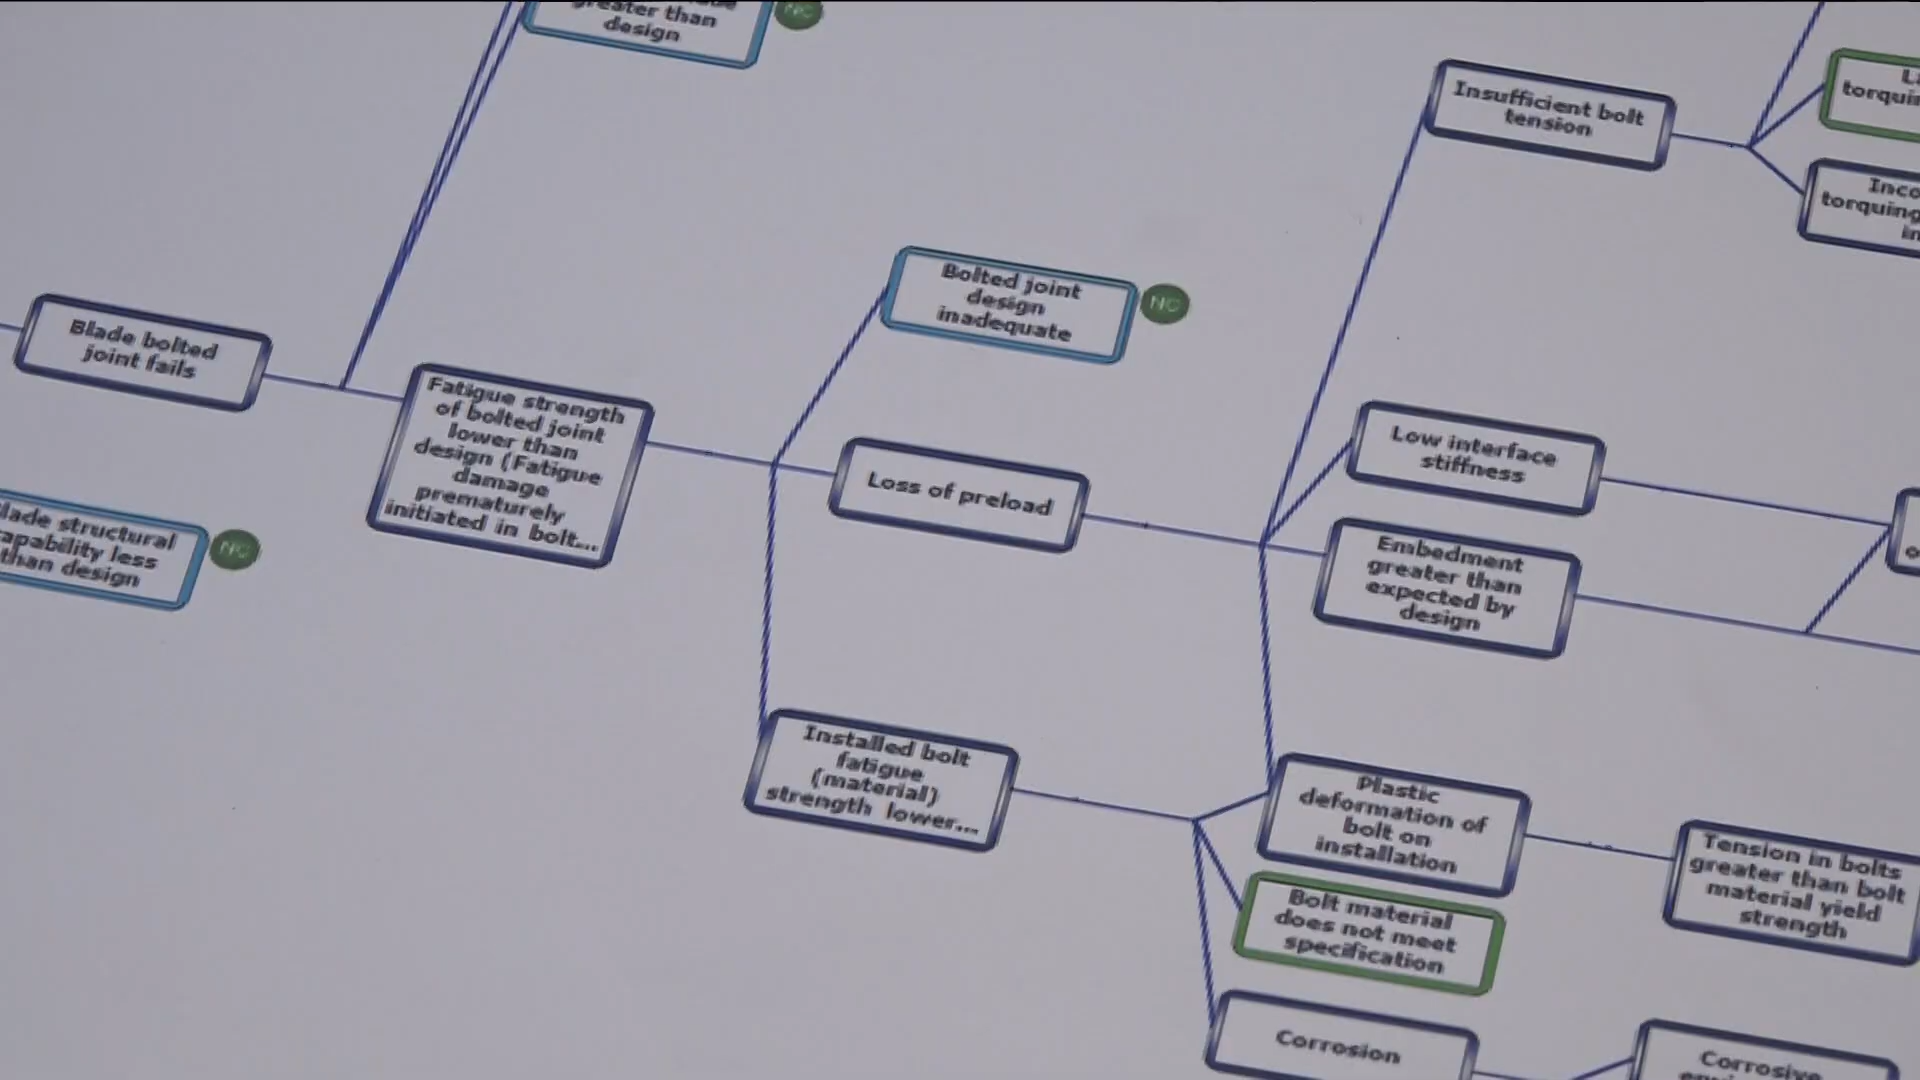 greater than
design
NC
Insufficient bolt
tension
Bolted joint
design
inadequate
NC
Blade bolted
joint fails
Fatigue strength
of bolted joint
lower than
design (Fatigue
damage
prematurely
initiated in bolt...
Loss of preload
Low interface
stiffness
Embedment
greater than
expected by
design
structural
less
than design
NC
Installed bolt
fatigue
(material)
strength lower...
Plastic
deformation of
bolt on
installation
Tension in bolts
greater than bolt
material yield
strength
Bolt material
does not meet
specification
Corrosion
Corrosive